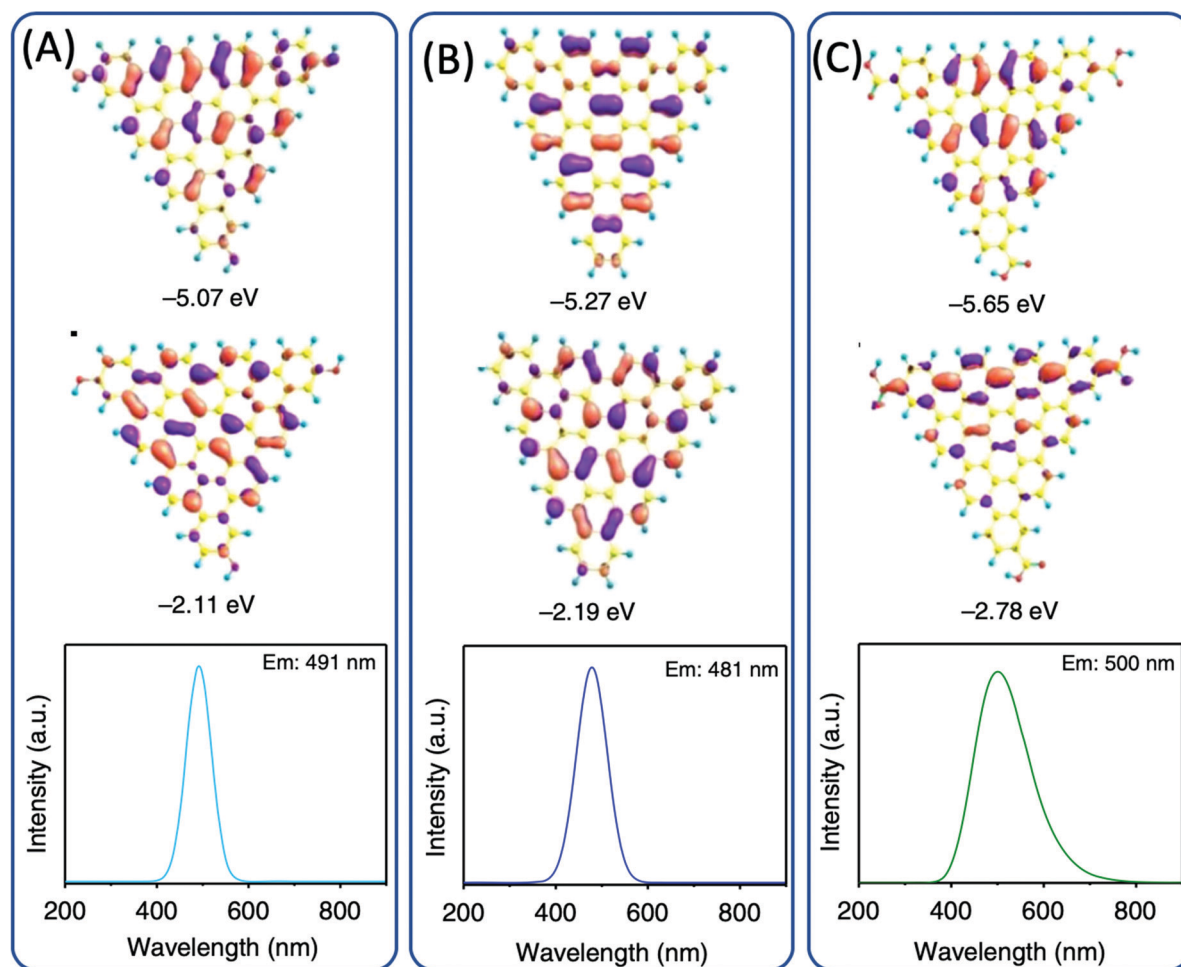 (A)
–5.07 eV
–2.11 eV
Em: 491 nm
Intensity (a.u.)
200 400 600 800
Wavelength (nm)
(B)
–5.27 eV
–2.19 eV
Em: 481 nm
Intensity (a.u.)
200 400 600 800
Wavelength (nm)
(C)
–5.65 eV
–2.78 eV
Em: 500 nm
Intensity (a.u.)
200 400 600 800
Wavelength (nm)